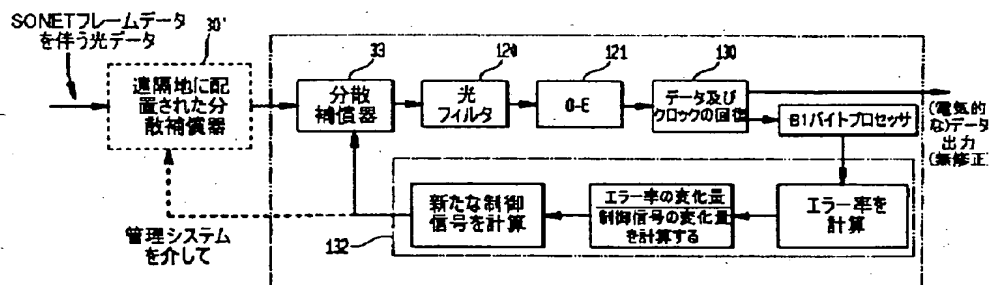 SONETフレームデータ
を伴う光データ
30'
遠隔地に配
置された分
散補償器
33
分散
補償器
120
光
フィルタ
121
O-E
130
データ及び
クロックの回復
B1バイトプロセッサ
(電気的
な)データ
出力
(無修正)
新たな制御
信号を計算
エラー率の変化量
制御信号の変化量
を計算する
エラー率を
計算
132
管理システム
を介して